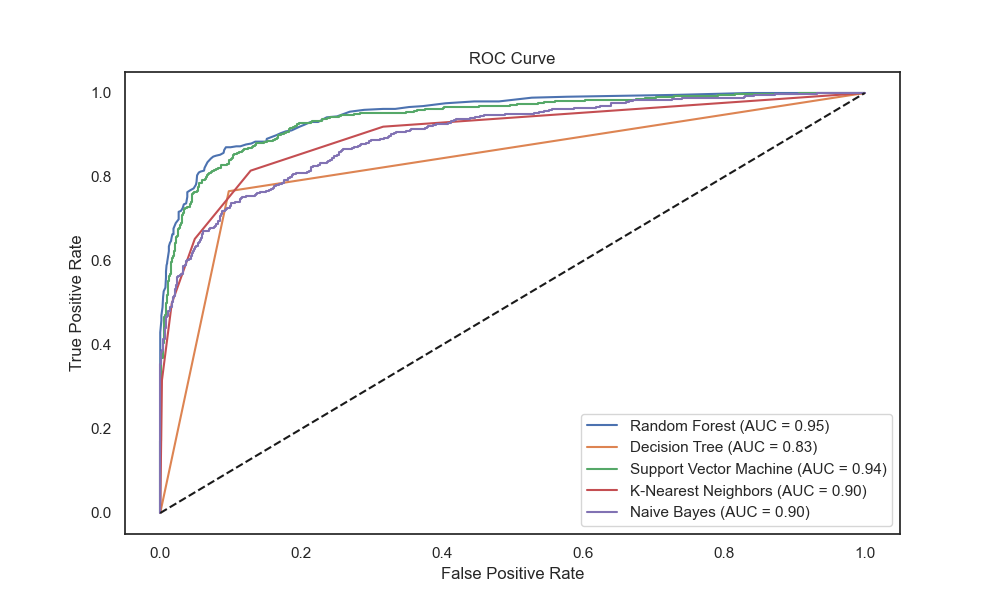 ROC Curve
1.0
0.8
0.6
0.4
0.2
0.0
True Positive Rate
Random Forest (AUC = 0.95)
Decision Tree (AUC = 0.83)
Support Vector Machine (AUC = 0.94)
K-Nearest Neighbors (AUC = 0.90)
Naive Bayes (AUC = 0.90)
0.0 0.2 0.4 0.6 0.8 1.0
False Positive Rate